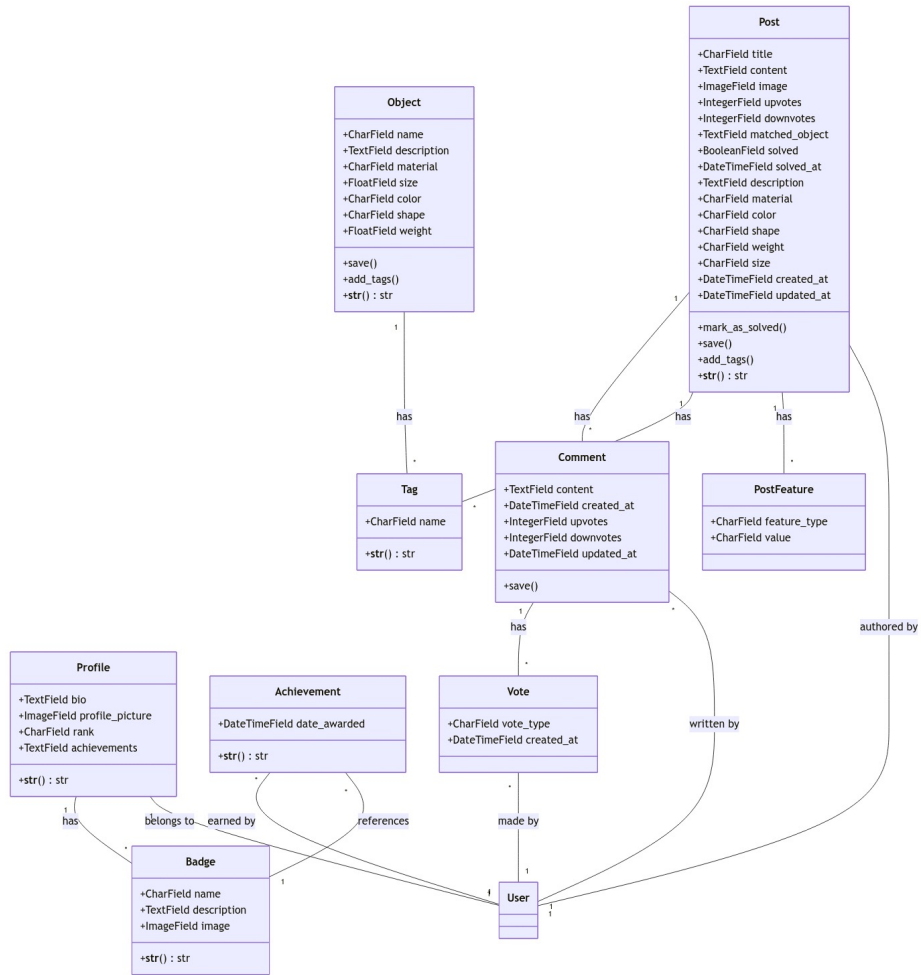 Post
+CharField title
+TextField content
+ImageField image
+IntegerField upvotes
+IntegerField downvotes
+TextField matched_object
+BooleanField solved
+DateTimeField solved_at
+TextField description
+CharField material
+CharField color
+CharField shape
+CharField weight
+CharField size
+DateTimeField created_at
+DateTimeField updated_at
+mark_as_solved()
+save()
+add_tags()
+str() : str
Object
+CharField name
+TextField description
+CharField material
+FloatField size
+CharField color
+CharField shape
+FloatField weight
+save()
+add_tags()
+str() : str
1
1
1
1
has
has
has
has
*
*
*
*
Comment
+TextField content
+DateTimeField created_at
+IntegerField upvotes
+IntegerField downvotes
+DateTimeField updated_at
+save()
Tag
+CharField name
+str() : str
PostFeature
+CharField feature_type
+CharField value
1
*
has
*
authored by
Profile
+TextField bio
+ImageField profile_picture
+CharField rank
+TextField achievements
+str() : str
Achievement
+DateTimeField date_awarded
+str() : str
Vote
+CharField vote_type
+DateTimeField created_at
written by
*
*
*
1
1
has
belongs to
earned by
references
made by
*
1
1
Badge
+CharField name
+TextField description
+ImageField image
+str() : str
User
1
1